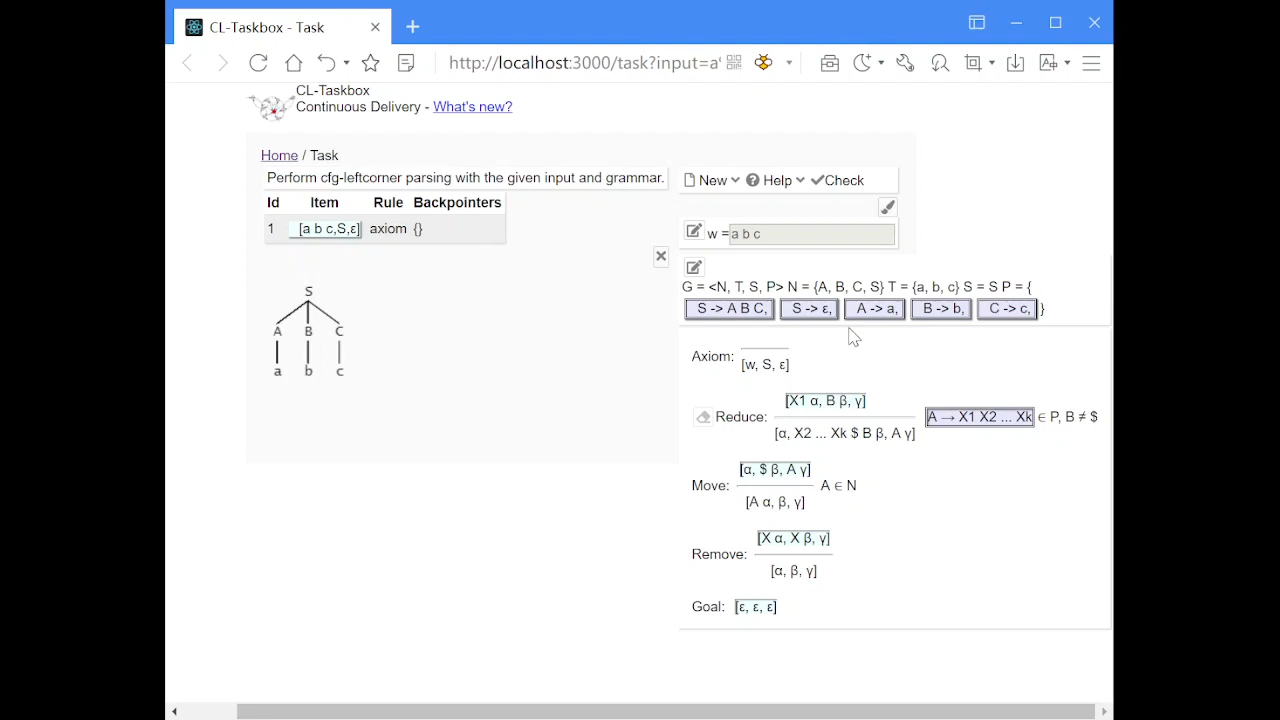 CL-Taskbox - Task
http://localhost:3000/task?input=a'
CL-Taskbox
Continuous Delivery - What's new?
Home / Task
Perform cfg-leftcorner parsing with the given input and grammar.
Id Item Rule Backpointers
1 [a b c,S,ε] axiom {}
S
A B C
a b c
New Help Check
w = a b c
G = <N, T, S, P> N = {A, B, C, S} T = {a, b, c} S = S P = {
S -> A B C, S -> ε, A -> a, B -> b, C -> c, }
Axiom: [w, S, ε]
[X1 α, B β, γ]
Reduce: A → X1 X2 ... Xk ∈ P, B ≠ $
[α, X2 ... Xk $ B β, A γ]
[α, $ β, A γ]
Move: A ∈ N
[A α, β, γ]
[X α, X β, γ]
Remove:
[α, β, γ]
Goal: [ε, ε, ε]